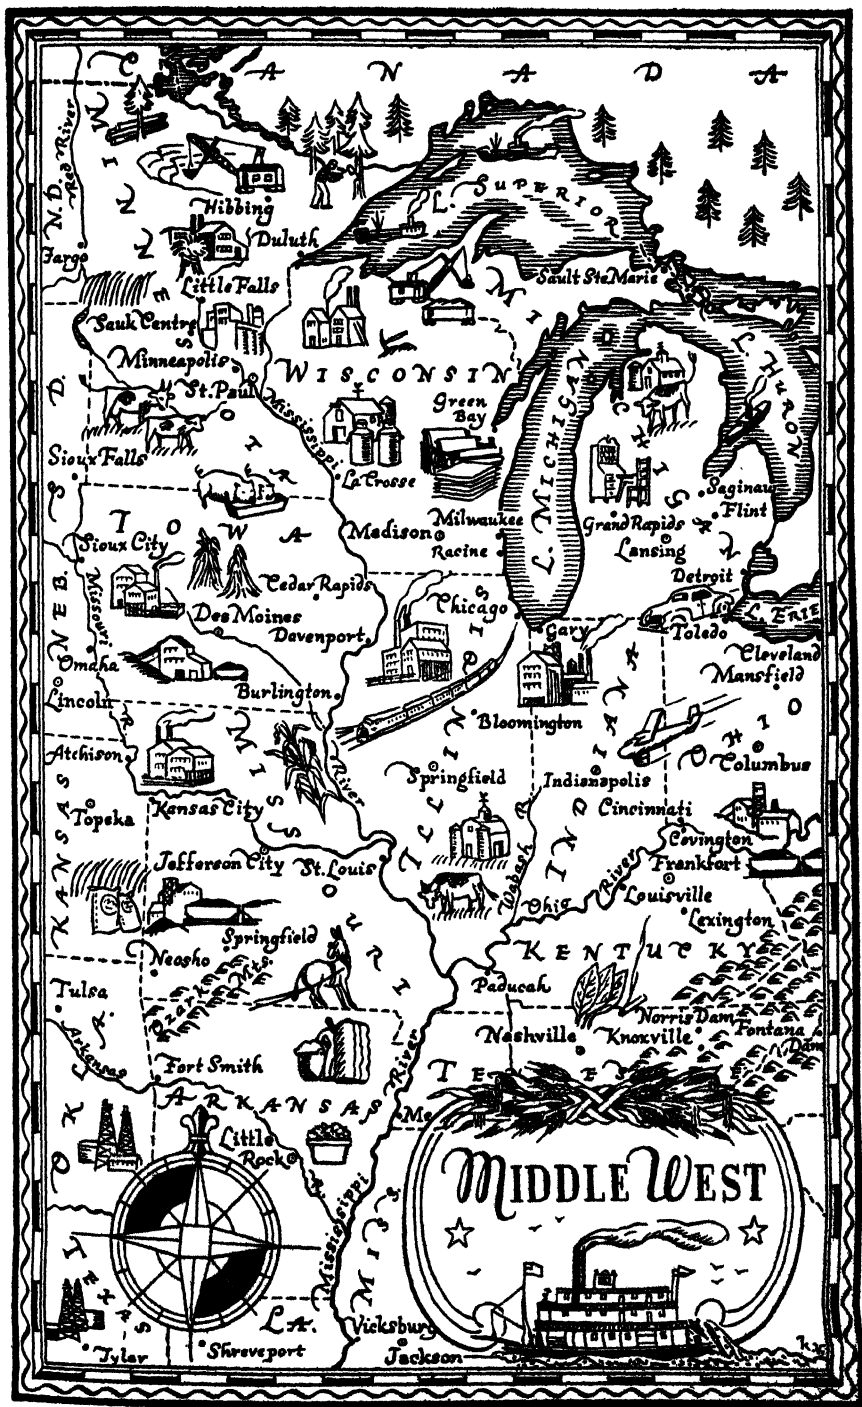 CANADA
MINNESOTA
N.D.
Red River
Hibbing
L. SUPERIOR
Duluth
Fargo
Little Falls
Sault Ste Marie
Sauk Centre
MICHIGAN
L. HURON
Minneapolis
WISCONSIN
S.D.
St. Paul
Mississippi
River
Green
Bay
L. MICHIGAN
Sioux Falls
La Crosse
Saginaw
Flint
IOWA
Madison
Milwaukee
Racine
Grand Rapids
Lansing
Sioux City
Detroit
NEB.
Missouri
R.
Cedar Rapids
Chicago
L. ERIE
Des Moines
Davenport
Gary
Toledo
Omaha
Cleveland
Mansfield
Lincoln
Burlington
ILLINOIS
INDIANA
OHIO
Bloomington
Atchison
MISSOURI
Springfield
Indianapolis
Columbus
Kansas City
Cincinnati
Topeka
KANSAS
Wabash R.
Covington
Jefferson City
St. Louis
Frankfort
Ohio River
Louisville
Lexington
Springfield
KENTUCKY
Neosho
Ozark Mts.
Paducah
Tulsa
Norris Dam
Fontana
Dam
Nashville
Knoxville
Arkansas
R.
River
Fort Smith
OKLA.
ARKANSAS
TE ES
Me
Little
Rock
MIDDLE WEST
Mississippi
MISS.
TEXAS
LA.
Vicksburg
Tyler
Shreveport
Jackson